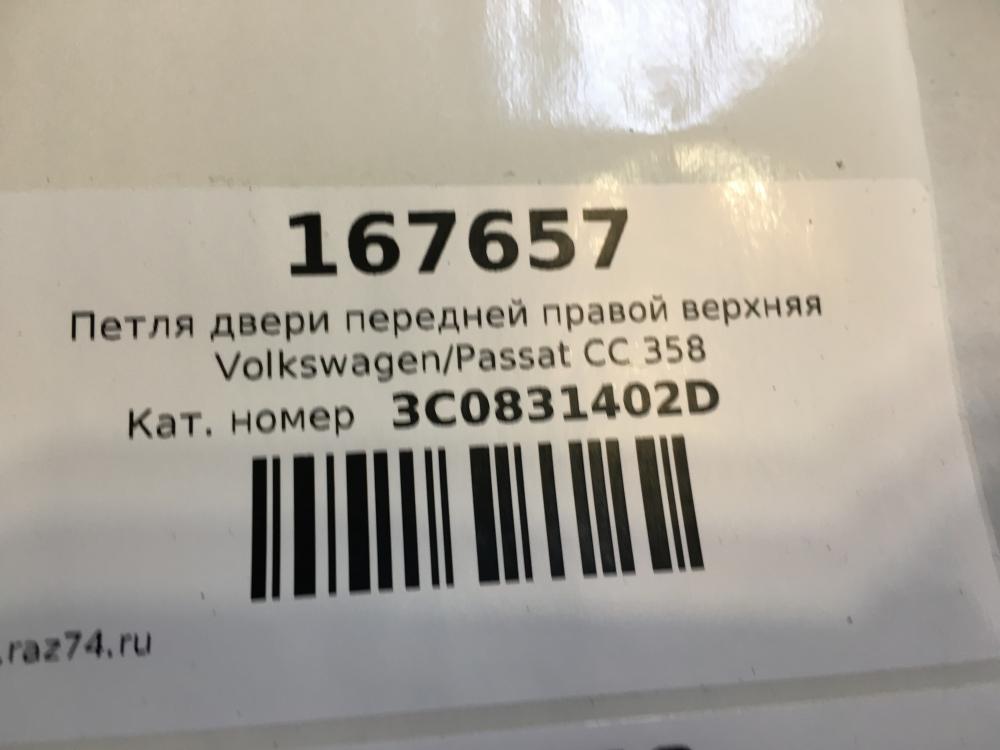 167657
Петля двери передней правой верхняя
Volkswagen/Passat CC 358
Кат. номер 3C0831402D
.raz74.ru